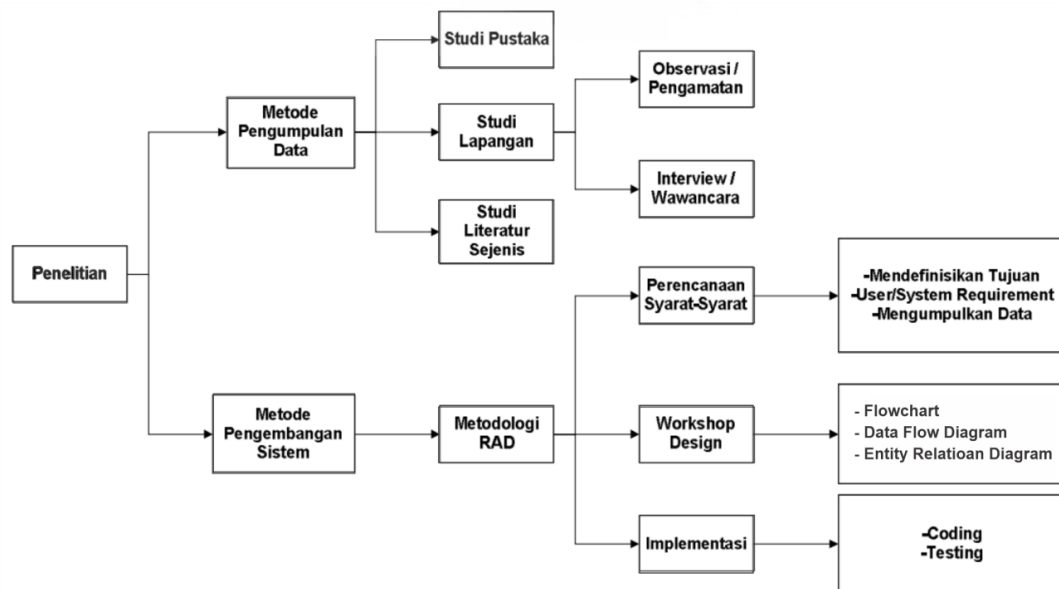 Studi Pustaka
Observasi /
Pengamatan
Metode
Pengumpulan
Data
Studi
Lapangan
Interview /
Wawancara
Studi
Literatur
Sejenis
Penelitian
Perencanaan
Syarat-Syarat
-Mendefinisikan Tujuan
-User/System Requirement
-Mengumpulkan Data
Metode
Pengembangan
Sistem
Metodologi
RAD
Workshop
Design
- Flowchart
- Data Flow Diagram
- Entity Relatioan Diagram
Implementasi
-Coding
-Testing